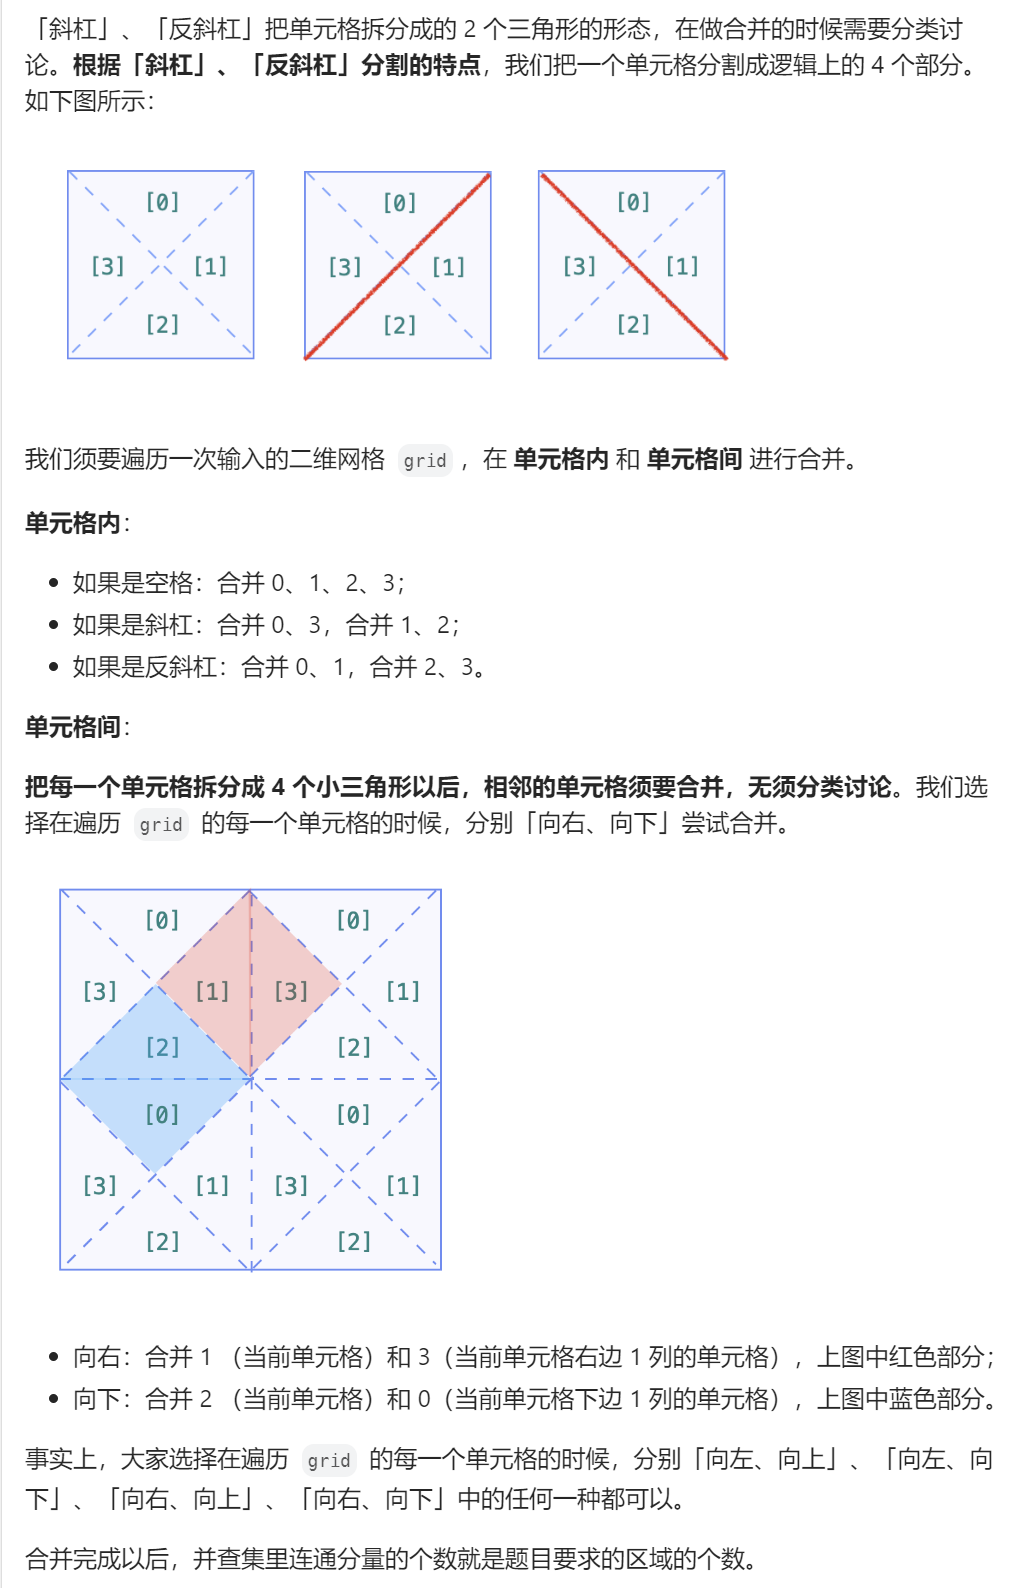 「斜杠」、「反斜杠」把单元格拆分成的 2 个三角形的形态，在做合并的时候需要分类讨
论。根据「斜杠」、「反斜杠」分割的特点，我们把一个单元格分割成逻辑上的 4 个部分。
如下图所示：
[0] [0] [0]
[3] [1] [3] [1] [3] [1]
[2] [2] [2]
我们须要遍历一次输入的二维网格 grid ，在 单元格内 和 单元格间 进行合并。
单元格内：
• 如果是空格：合并 0、1、2、3；
• 如果是斜杠：合并 0、3，合并 1、2；
• 如果是反斜杠：合并 0、1，合并 2、3。
单元格间：
把每一个单元格拆分成 4 个小三角形以后，相邻的单元格须要合并，无须分类讨论。我们选
择在遍历 grid 的每一个单元格的时候，分别「向右、向下」尝试合并。
[0] [0]
[3] [1] [3] [1]
[2] [2]
[0] [0]
[3] [1] [3] [1]
[2] [2]
• 向右：合并 1 （当前单元格）和 3（当前单元格右边 1 列的单元格），上图中红色部分；
• 向下：合并 2 （当前单元格）和 0（当前单元格下边 1 列的单元格），上图中蓝色部分。
事实上，大家选择在遍历 grid 的每一个单元格的时候，分别「向左、向上」、「向左、向
下」、「向右、向上」、「向右、向下」中的任何一种都可以。
合并完成以后，并查集里连通分量的个数就是题目要求的区域的个数。